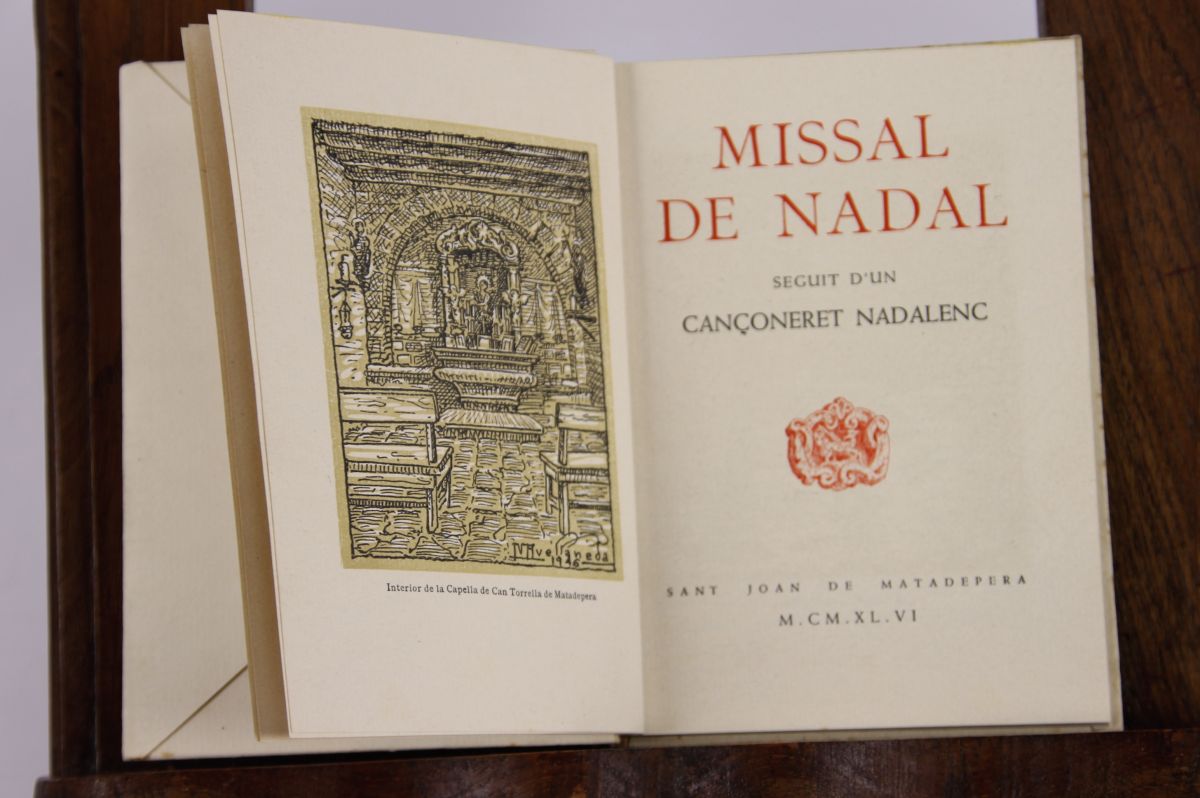 1946
Interior de la Capella de Can Torrella de Matadepera
MISSAL
DE NADAL
SEGUIT D'UN
CANÇONERET NADALENC
SANT JOAN DE MATADEPERA
M.CM.XL.VI